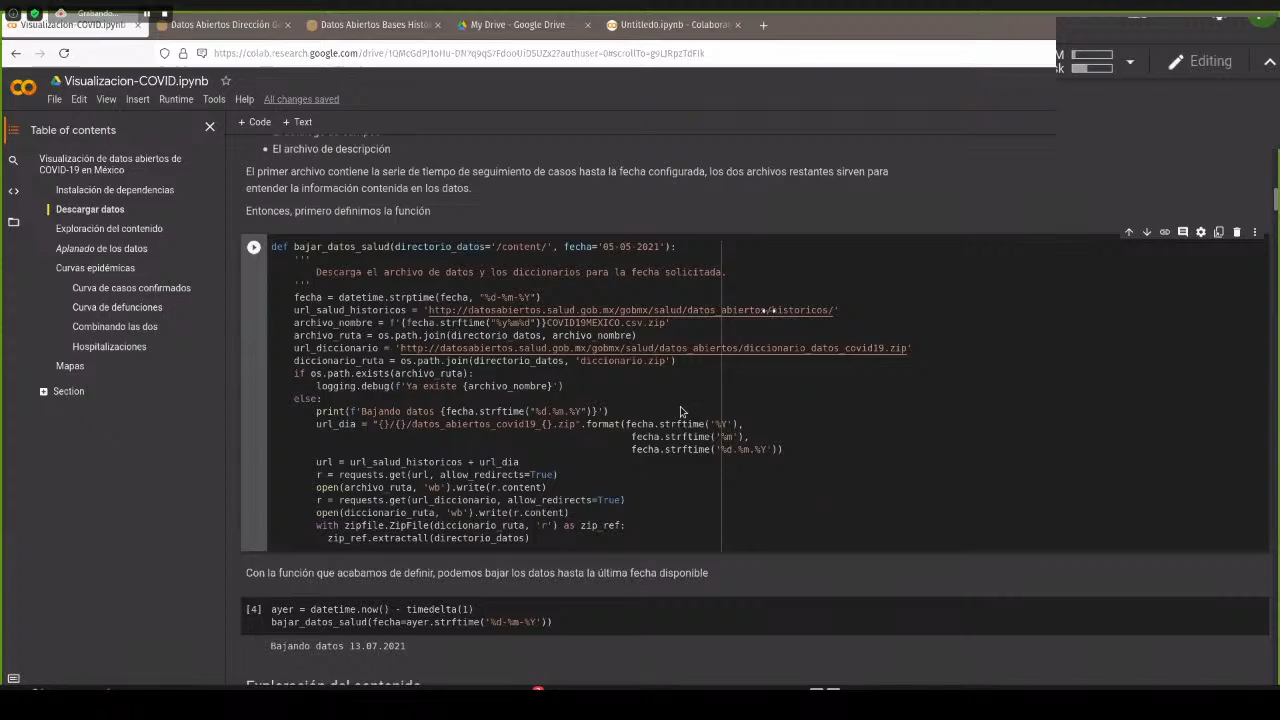 Grabando...
Visualizacion-COVID.ipynb
Datos Abiertos Dirección G
Datos Abiertos Bases Hist
My Drive - Google Drive
Untitled0.ipynb - Colabora
Editing
Visualizacion-COVID.ipynb
File Edit View Insert Runtime Tools Help All changes saved
Table of contents
+ Code + Text
Visualización de datos abiertos de
COVID-19 en México
Instalación de dependencias
Descargar datos
Exploración del contenido
Aplanado de los datos
Curvas epidémicas
Curva de casos confirmados
Curva de defunciones
Combinando las dos
Hospitalizaciones
Mapas
Section
El archivo de descripción
El primer archivo contiene la serie de tiempo de seguimiento de casos hasta la fecha configurada, los dos archivos restantes sirven para
entender la información contenida en los datos.
Entonces, primero definimos la función
def bajar_datos_salud(directorio_datos='/content/', fecha='05-05-2021'):
'''
Descarga el archivo de datos y los diccionarios para la fecha solicitada.
'''
fecha = datetime.strptime(fecha, "%d-%m-%Y")
url_salud_historicos = 'http://datosabiertos.salud.gob.mx/gobmx/salud/datos_abiertos/historicos/'
archivo_nombre = f'{fecha.strftime("%y%m%d")}COVID19MEXICO.csv.zip'
archivo_ruta = os.path.join(directorio_datos, archivo_nombre)
url_diccionario = 'http://datosabiertos.salud.gob.mx/gobmx/salud/datos_abiertos/diccionario_datos_covid19.zip'
diccionario_ruta = os.path.join(directorio_datos, 'diccionario.zip')
if os.path.exists(archivo_ruta):
logging.debug(f'Ya existe {archivo_nombre}')
else:
print(f'Bajando datos {fecha.strftime("%d.%m.%Y")}')
url_dia = "{}/{}/datos_abiertos_covid19_{}.zip".format(fecha.strftime('%Y'),
fecha.strftime('%m'),
fecha.strftime('%d.%m.%Y'))
url = url_salud_historicos + url_dia
r = requests.get(url, allow_redirects=True)
open(archivo_ruta, 'wb').write(r.content)
r = requests.get(url_diccionario, allow_redirects=True)
open(diccionario_ruta, 'wb').write(r.content)
with zipfile.ZipFile(diccionario_ruta, 'r') as zip_ref:
zip_ref.extractall(directorio_datos)
Con la función que acabamos de definir, podemos bajar los datos hasta la última fecha disponible
[4] ayer = datetime.now() - timedelta(1)
bajar_datos_salud(fecha=ayer.strftime('%d-%m-%Y'))
Bajando datos 13.07.2021
Exploración del contenido